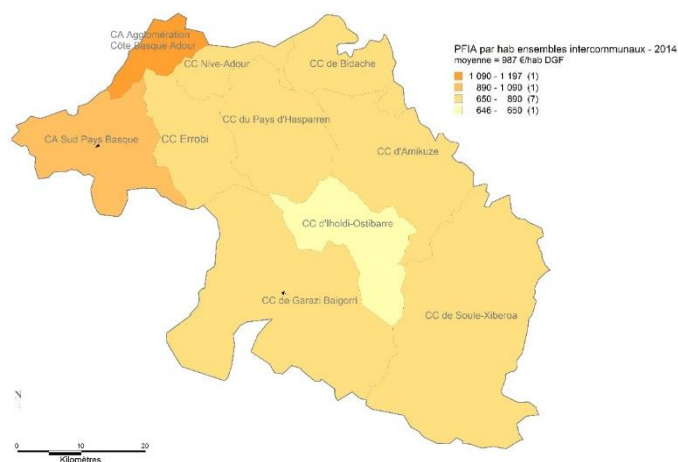 PFIA par hab ensembles intercommunaux - 2014
moyenne = 987 €/hab DGF
1 090 - 1 197 (1)
890 - 1 090 (1)
650 - 890 (7)
646 - 650 (1)
CA Agglomération
Côte Basque Adour
CC Nive-Adour
CC de Bidache
CA Sud Pays Basque
CC Errobi
CC du Pays d'Hasparren
CC d'Amikuze
CC d'Iholdi-Ostibarre
CC de Garazi Baigorri
CC de Soule-Xiberoa
N
0 10 20
Kilomètres